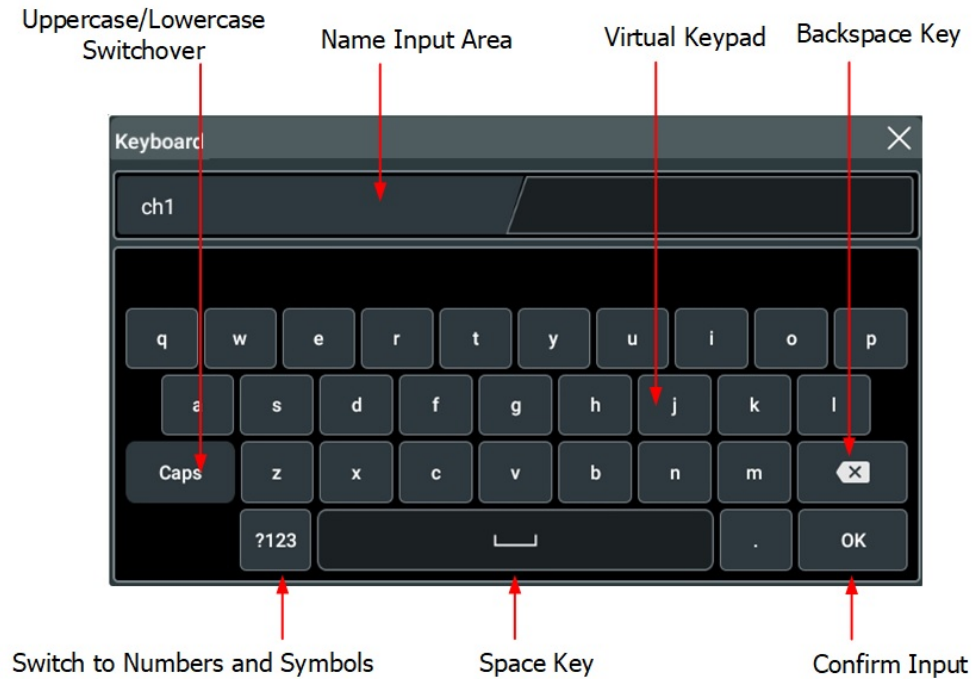 Uppercase/Lowercase
Switchover
Name Input Area
Virtual Keypad
Backspace Key
Keyboard
ch1
q w e r t y u i o p
a s d f g h j k l
Caps z x c v b n m
?123 . OK
Switch to Numbers and Symbols
Space Key
Confirm Input